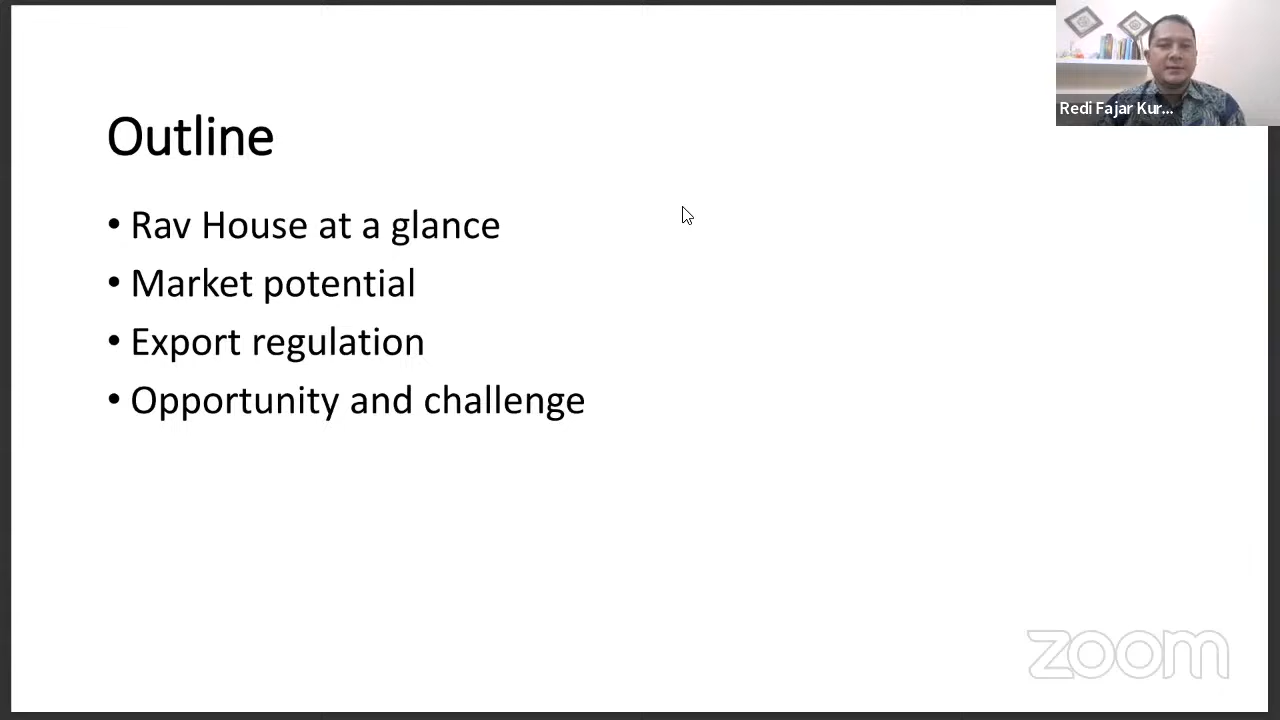 Redi Fajar Kur...
Outline
• Rav House at a glance
• Market potential
• Export regulation
• Opportunity and challenge
zoom